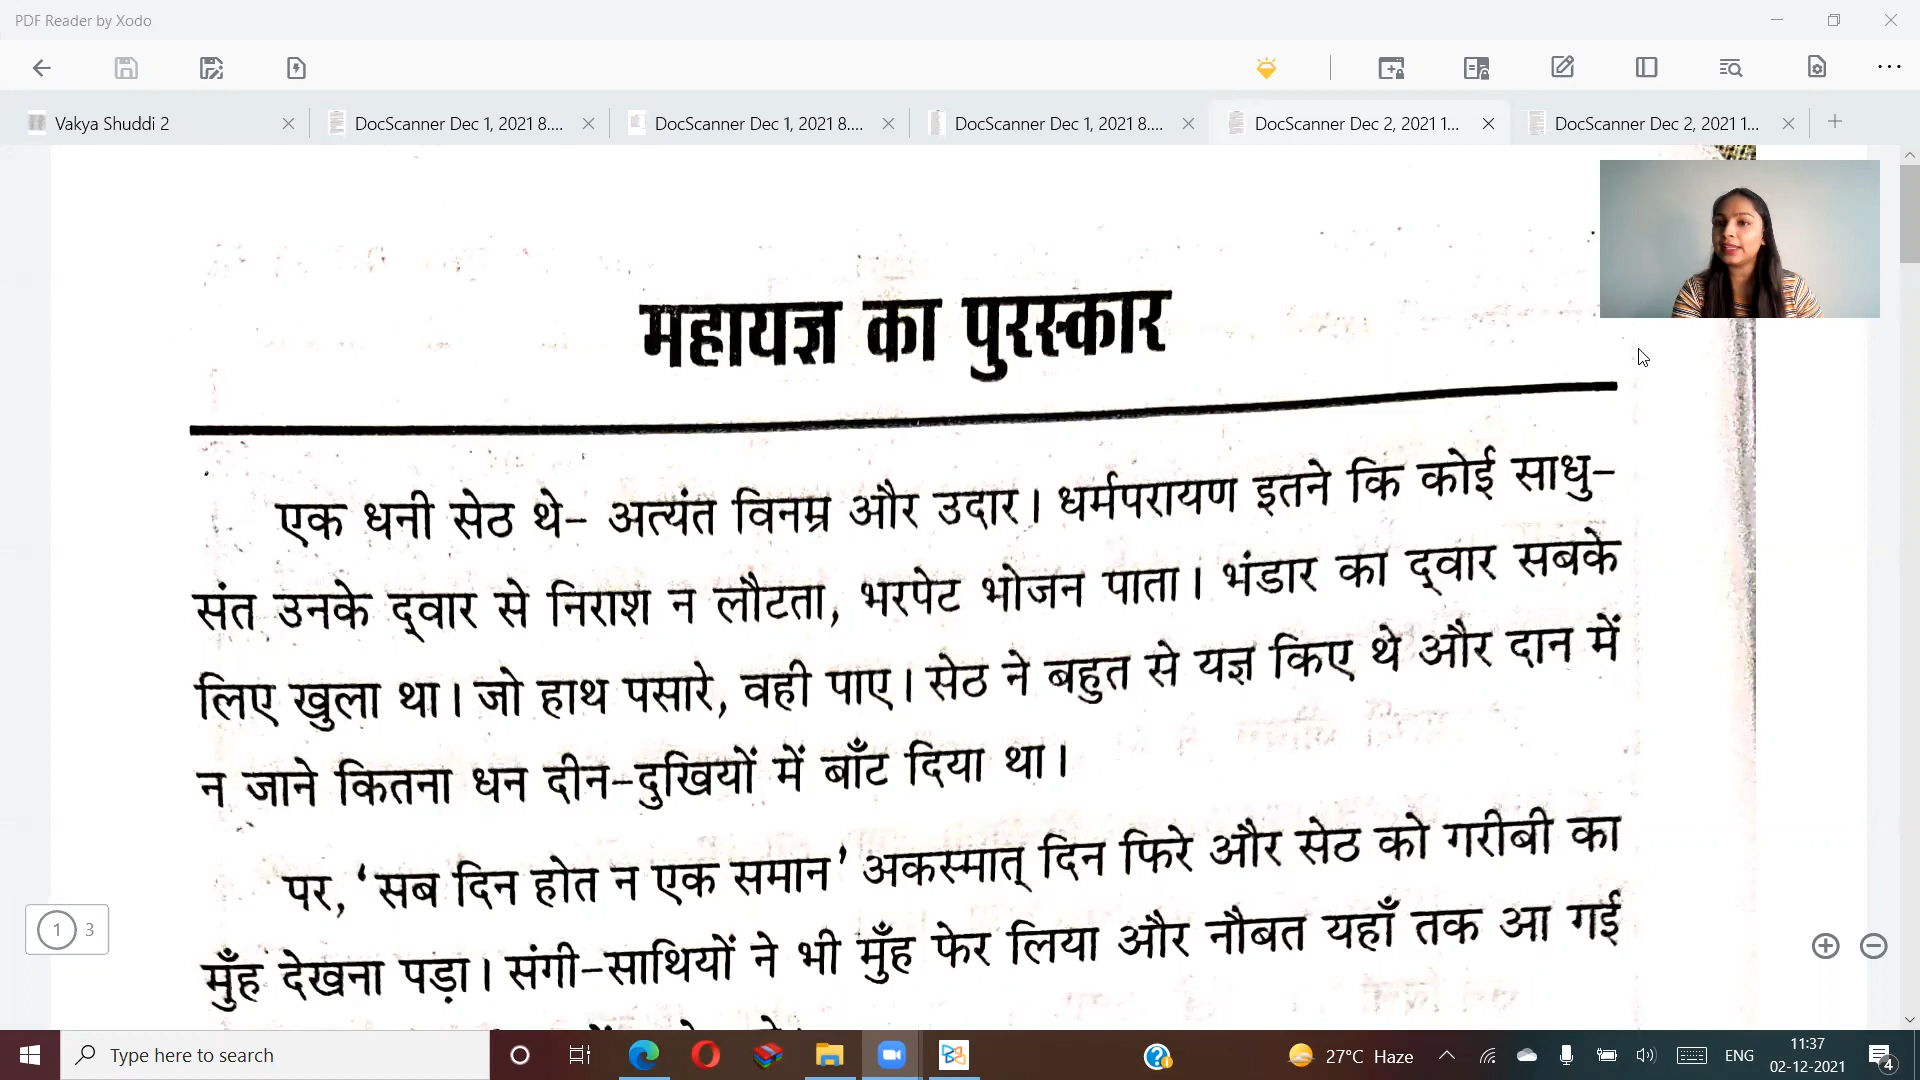 PDF Reader by Xodo
Vakya Shuddi 2
DocScanner Dec 1, 2021 8....
DocScanner Dec 1, 2021 8....
DocScanner Dec 1, 2021 8....
DocScanner Dec 2, 2021 1...
DocScanner Dec 2, 2021 1...
महायज्ञ का पुरस्कार
एक धनी सेठ थे- अत्यंत विनम्र और उदार। धर्मपरायण इतने कि कोई साधु-
संत उनके द्‌वार से निराश न लौटता, भरपेट भोजन पाता। भंडार का द्‌वार सबके
लिए खुला था। जो हाथ पसारे, वही पाए। सेठ ने बहुत से यज्ञ किए थे और दान में
न जाने कितना धन दीन-दुखियों में बाँट दिया था।
पर, ‘सब दिन होत न एक समान’ अकस्मात् दिन फिरे और सेठ को गरीबी का
मुँह देखना पड़ा। संगी-साथियों ने भी मुँह फेर लिया और नौबत यहाँ तक आ गई
1 3
Type here to search
27°C Haze
ENG
11:37
02-12-2021
4